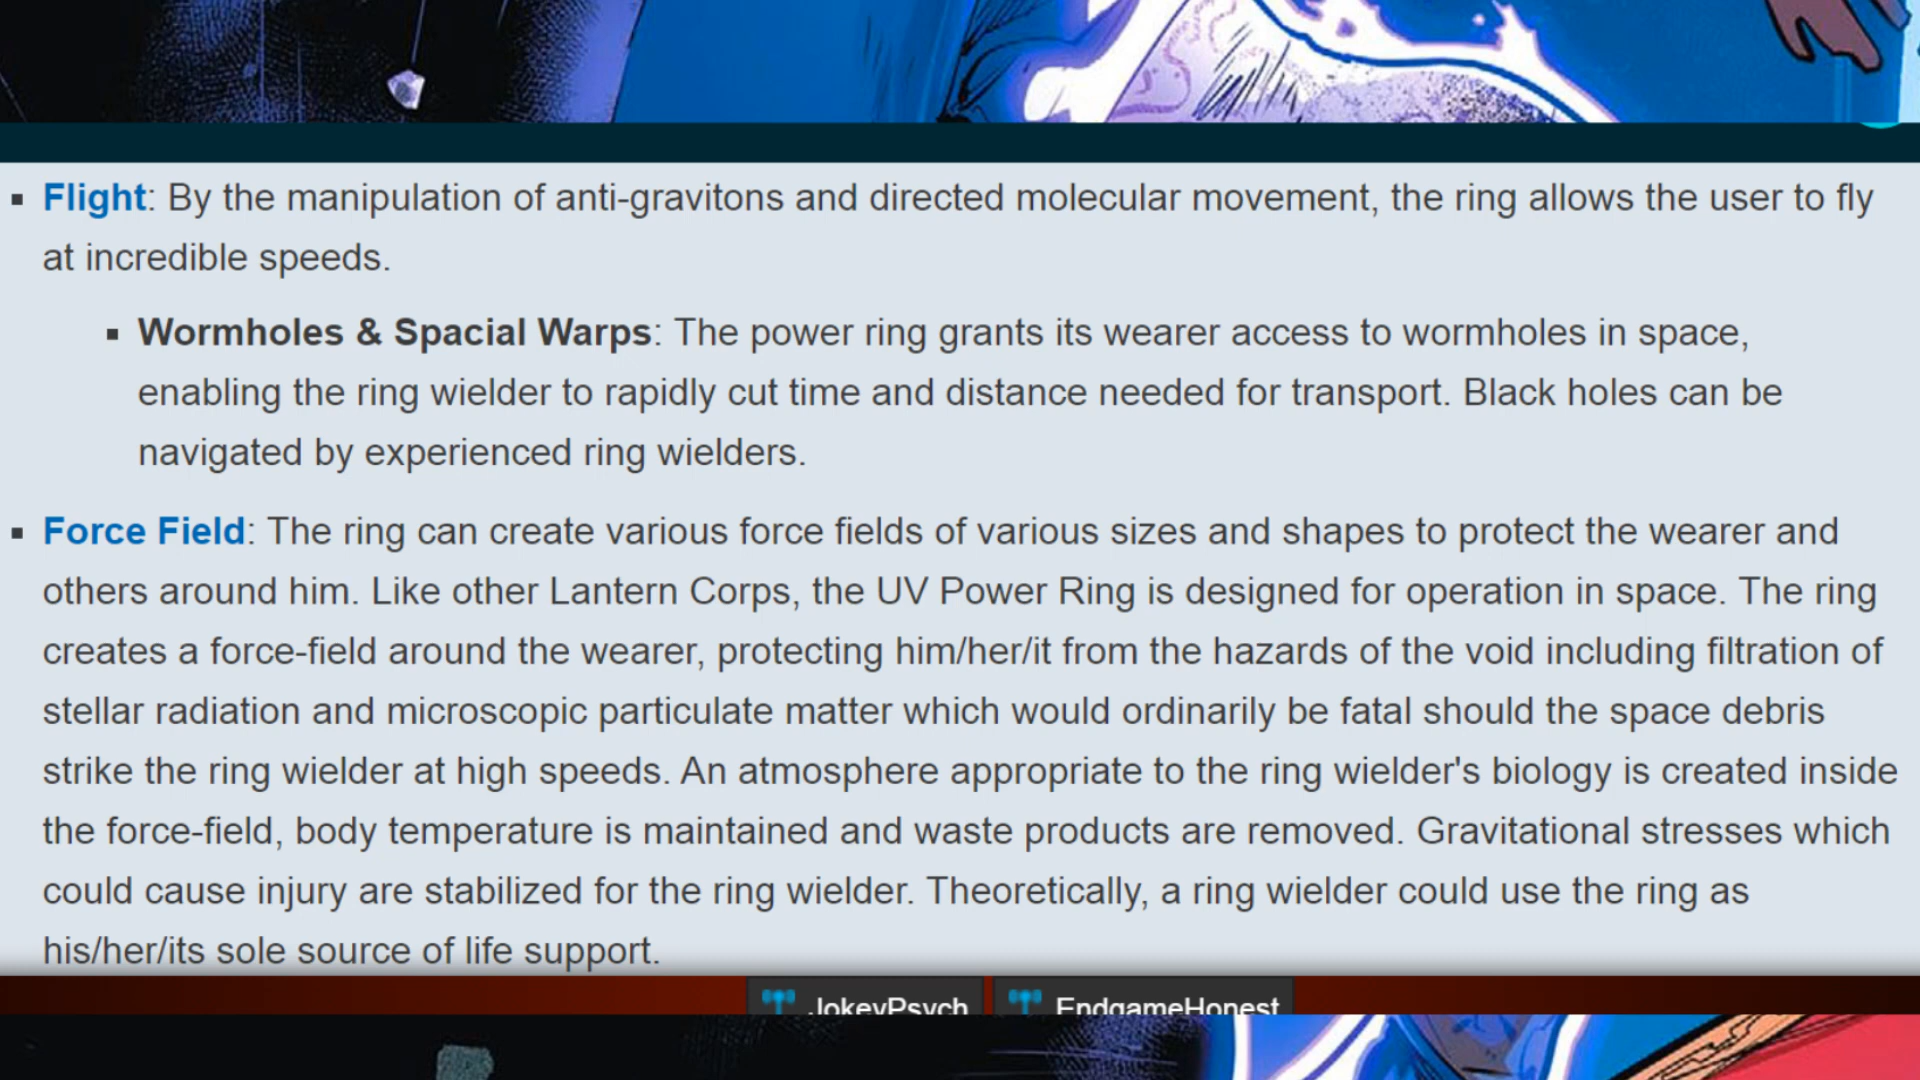 ▪ Flight: By the manipulation of anti-gravitons and directed molecular movement, the ring allows the user to fly
at incredible speeds.
▪ Wormholes & Spacial Warps: The power ring grants its wearer access to wormholes in space,
enabling the ring wielder to rapidly cut time and distance needed for transport. Black holes can be
navigated by experienced ring wielders.
▪ Force Field: The ring can create various force fields of various sizes and shapes to protect the wearer and
others around him. Like other Lantern Corps, the UV Power Ring is designed for operation in space. The ring
creates a force-field around the wearer, protecting him/her/it from the hazards of the void including filtration of
stellar radiation and microscopic particulate matter which would ordinarily be fatal should the space debris
strike the ring wielder at high speeds. An atmosphere appropriate to the ring wielder's biology is created inside
the force-field, body temperature is maintained and waste products are removed. Gravitational stresses which
could cause injury are stabilized for the ring wielder. Theoretically, a ring wielder could use the ring as
his/her/its sole source of life support.
JokeyPsych EndgameHonest